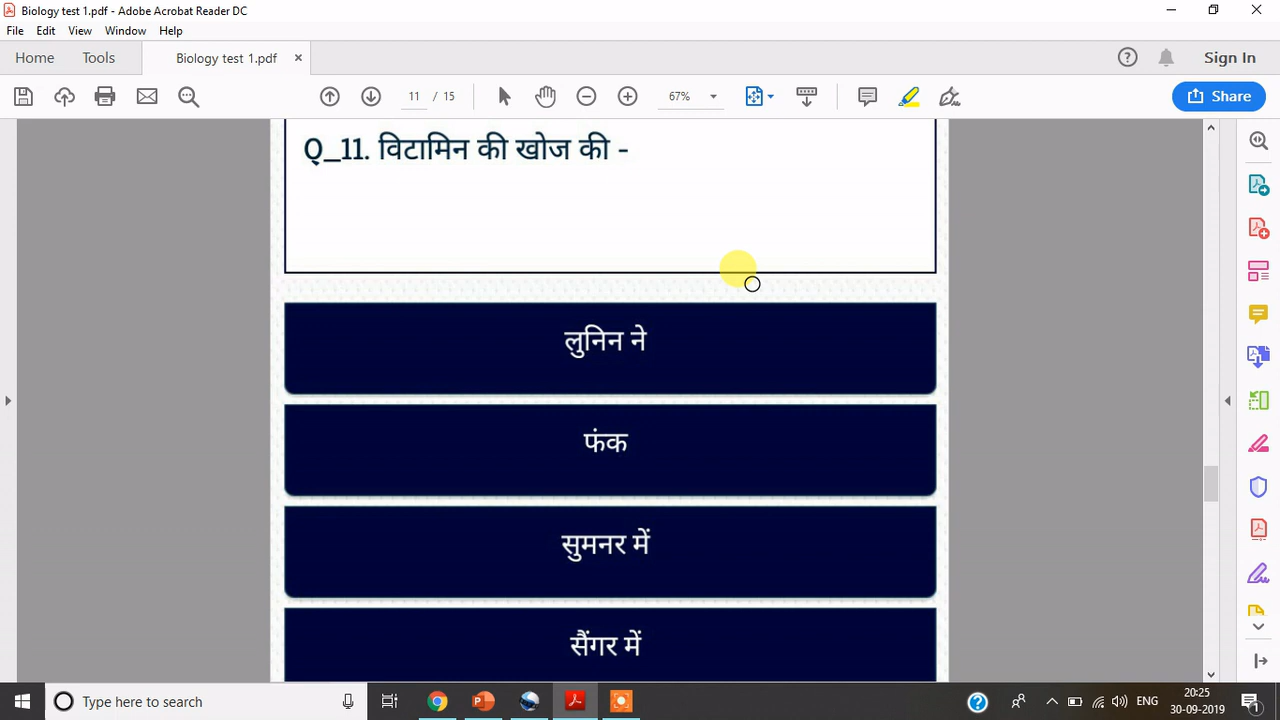 Biology test 1.pdf - Adobe Acrobat Reader DC
File Edit View Window Help
Home Tools Biology test 1.pdf × Sign In
11 / 15 67% Share
Q_11. विटामिन की खोज की -
लुनिन ने
फंक
सुमनर में
सैंगर में
Type here to search
ENG 20:25
30-09-2019